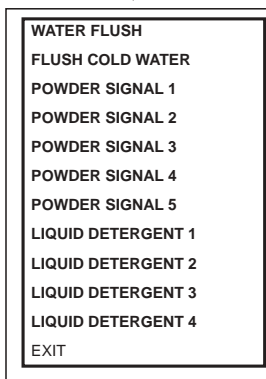 WATER FLUSH
FLUSH COLD WATER
POWDER SIGNAL 1
POWDER SIGNAL 2
POWDER SIGNAL 3
POWDER SIGNAL 4
POWDER SIGNAL 5
LIQUID DETERGENT 1
LIQUID DETERGENT 2
LIQUID DETERGENT 3
LIQUID DETERGENT 4
EXIT